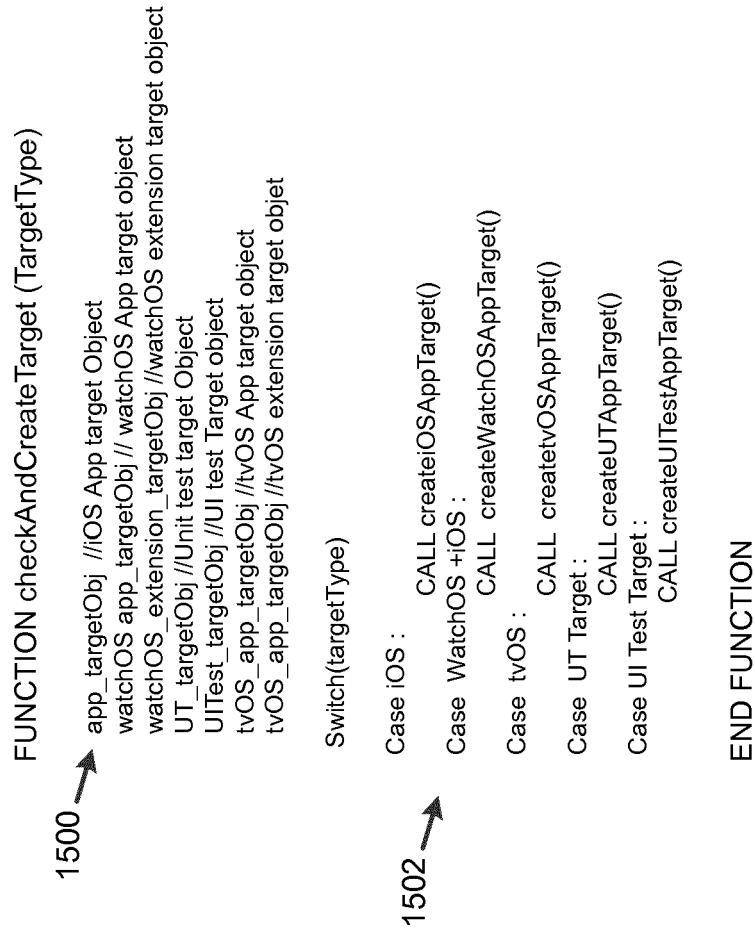 FUNCTION checkAndCreateTarget (TargetType)
1500
app_targetObj //iOS App target Object
watchOS app_targetObj // watchOS App target object
watchOS_extension_targetObj //watchOS extension target object
UT_targetObj //Unit test target Object
UITest_targetObj //UI test Target object
tvOS_app_targetObj //tvOS App target object
tvOS_app_targetObj //tvOS extension target objet
Switch(targetType)
1502
Case iOS :
CALL createiOSAppTarget()
Case WatchOS +iOS :
CALL createWatchOSAppTarget()
Case tvOS :
CALL createtvOSAppTarget()
Case UT Target :
CALL createUTAppTarget()
Case UI Test Target :
CALL createUITestAppTarget()
END FUNCTION